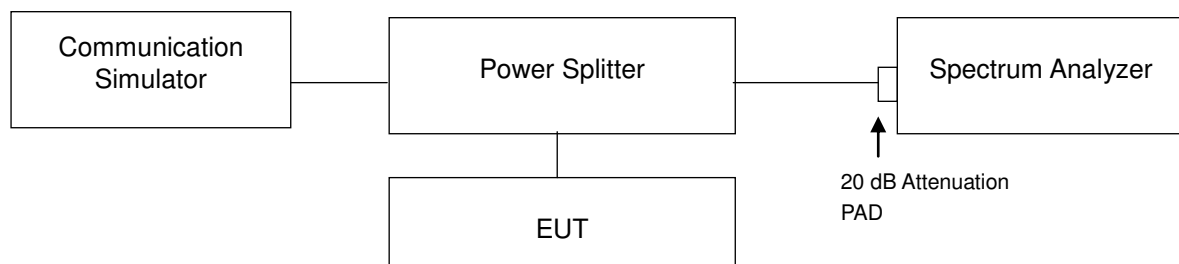 Communication
Simulator
Power Splitter
Spectrum Analyzer
20 dB Attenuation
PAD
EUT